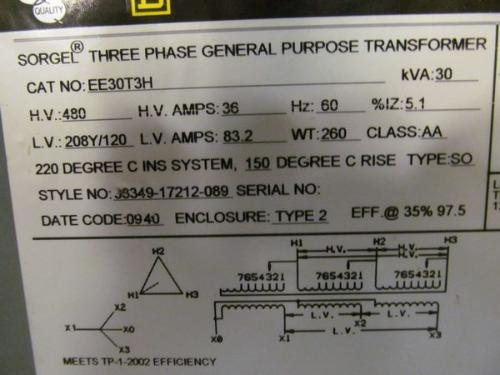 QUALITY
SORGEL® THREE PHASE GENERAL PURPOSE TRANSFORMER
CAT NO: EE30T3H kVA: 30
H.V.: 480 H.V. AMPS: 36 Hz: 60 %IZ: 5.1
L.V.: 208Y/120 L.V. AMPS: 83.2 WT: 260 CLASS: AA
220 DEGREE C INS SYSTEM, 150 DEGREE C RISE TYPE: SO
STYLE NO: 36349-17212-089 SERIAL NO:
DATE CODE: 0940 ENCLOSURE: TYPE 2 EFF.@ 35% 97.5
H1 H2 H3
H.V. H.V.
H.V.
H2
7654321 7654321 7654321
H1 H3
X2
X1 X0
X3
L.V. L.V.
X2
L.V.
X0 X1 X3
MEETS TP-1-2002 EFFICIENCY